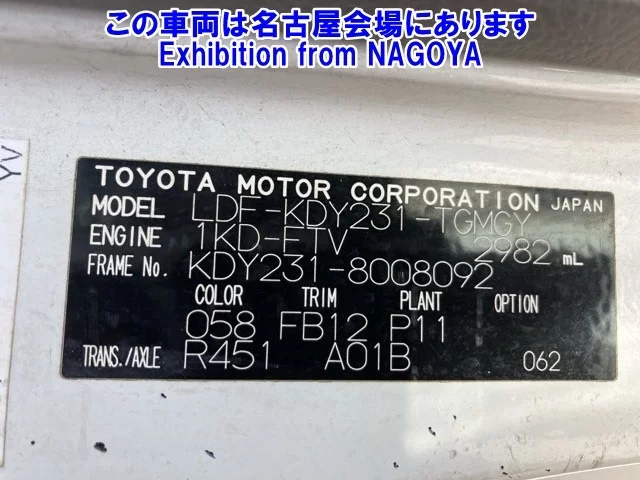 この車両は名古屋会場にあります
Exhibition from NAGOYA
YV
TOYOTA MOTOR CORPORATION JAPAN
MODEL LDF-KDY231-TGMGY
ENGINE 1KD-FTV 2982 mL
FRAME No. KDY231-8008092
COLOR TRIM PLANT OPTION
058 FB12 P11
TRANS./AXLE R451 A01B 062